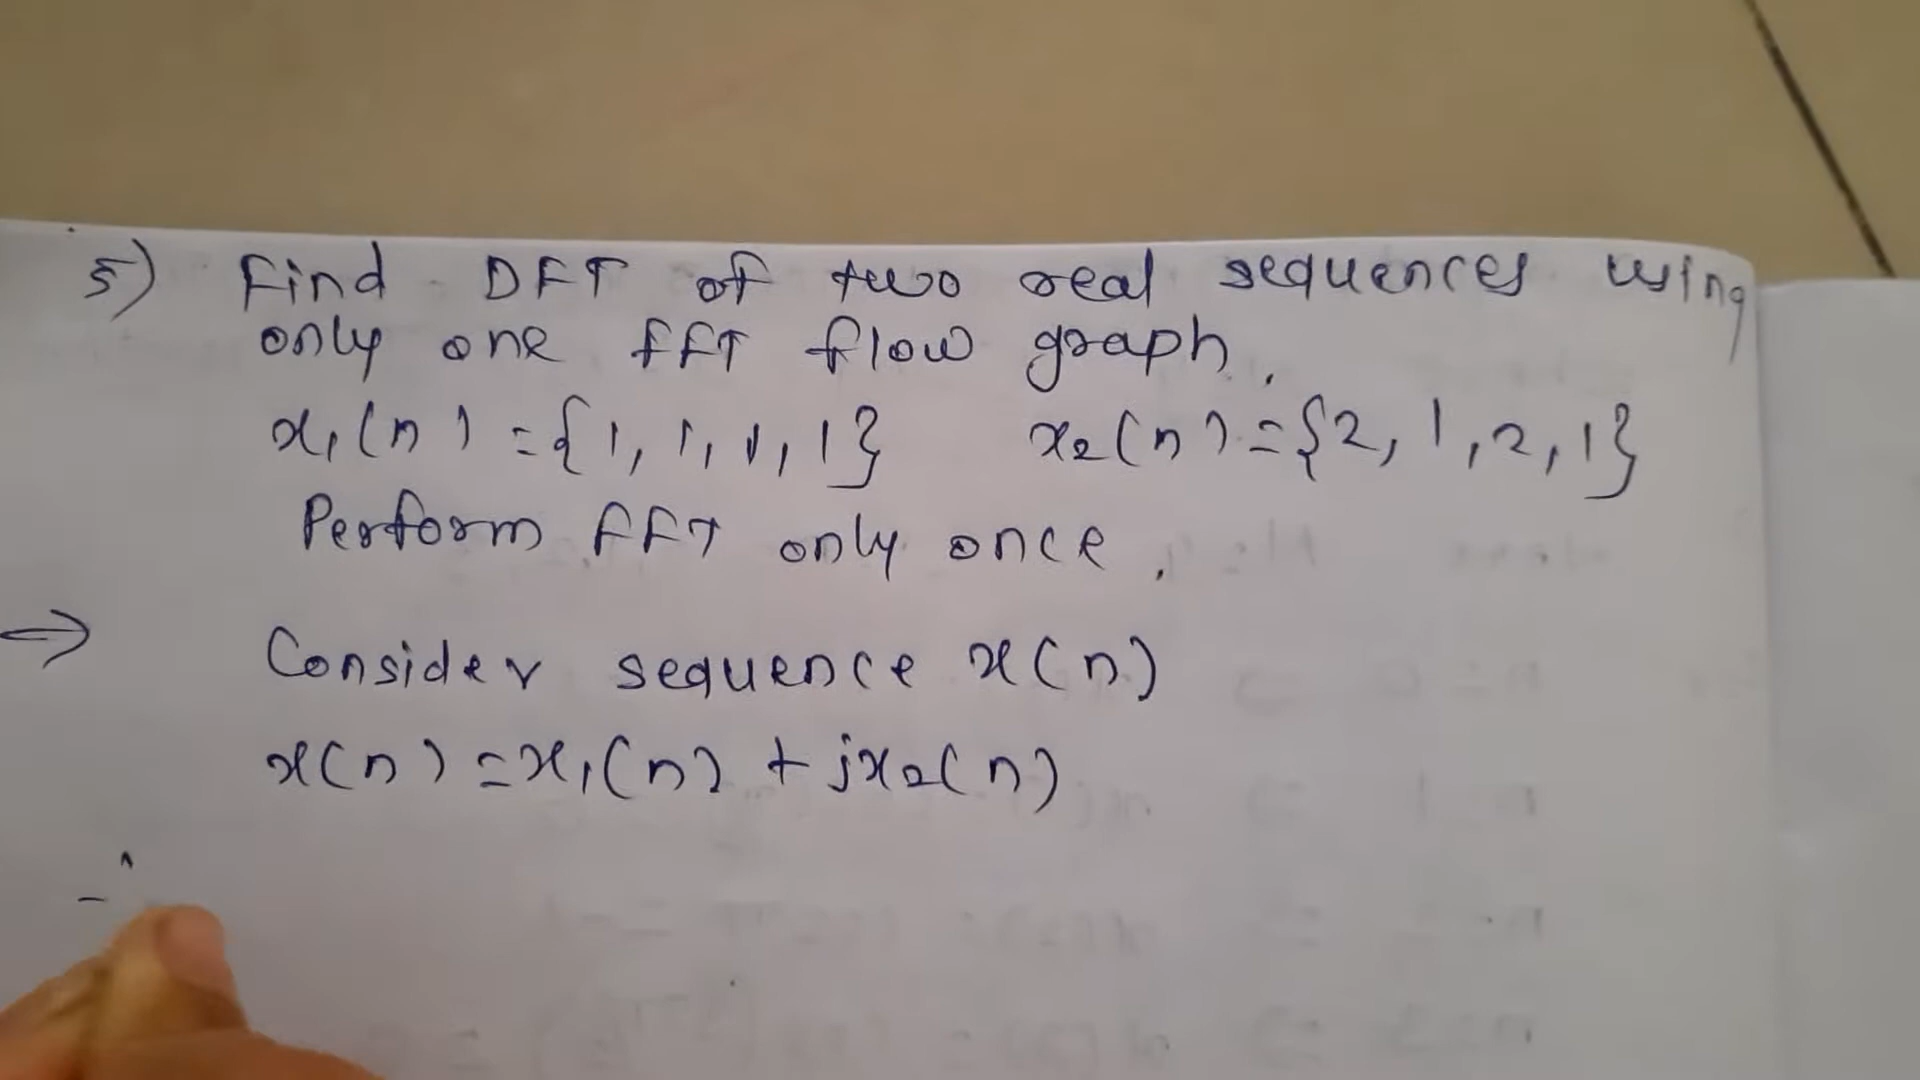 5) Find DFT of two real sequences using
only one FFT flow graph.
x₁(n) = {1, 1, 1, 1} x₂(n) = {2, 1, 2, 1}
Perform FFT only once.
⇒ Consider sequence x(n)
x(n) = x₁(n) + jx₂(n)